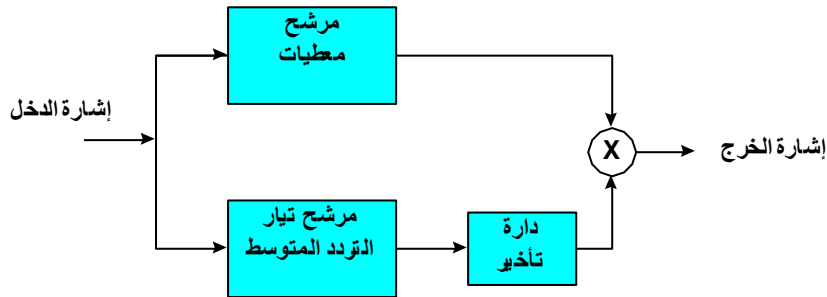 مرشح
معطيات
إشارة الدخل
X
إشارة الخرج
مرشح تيار
التردد المتوسط
دارة
تأخير